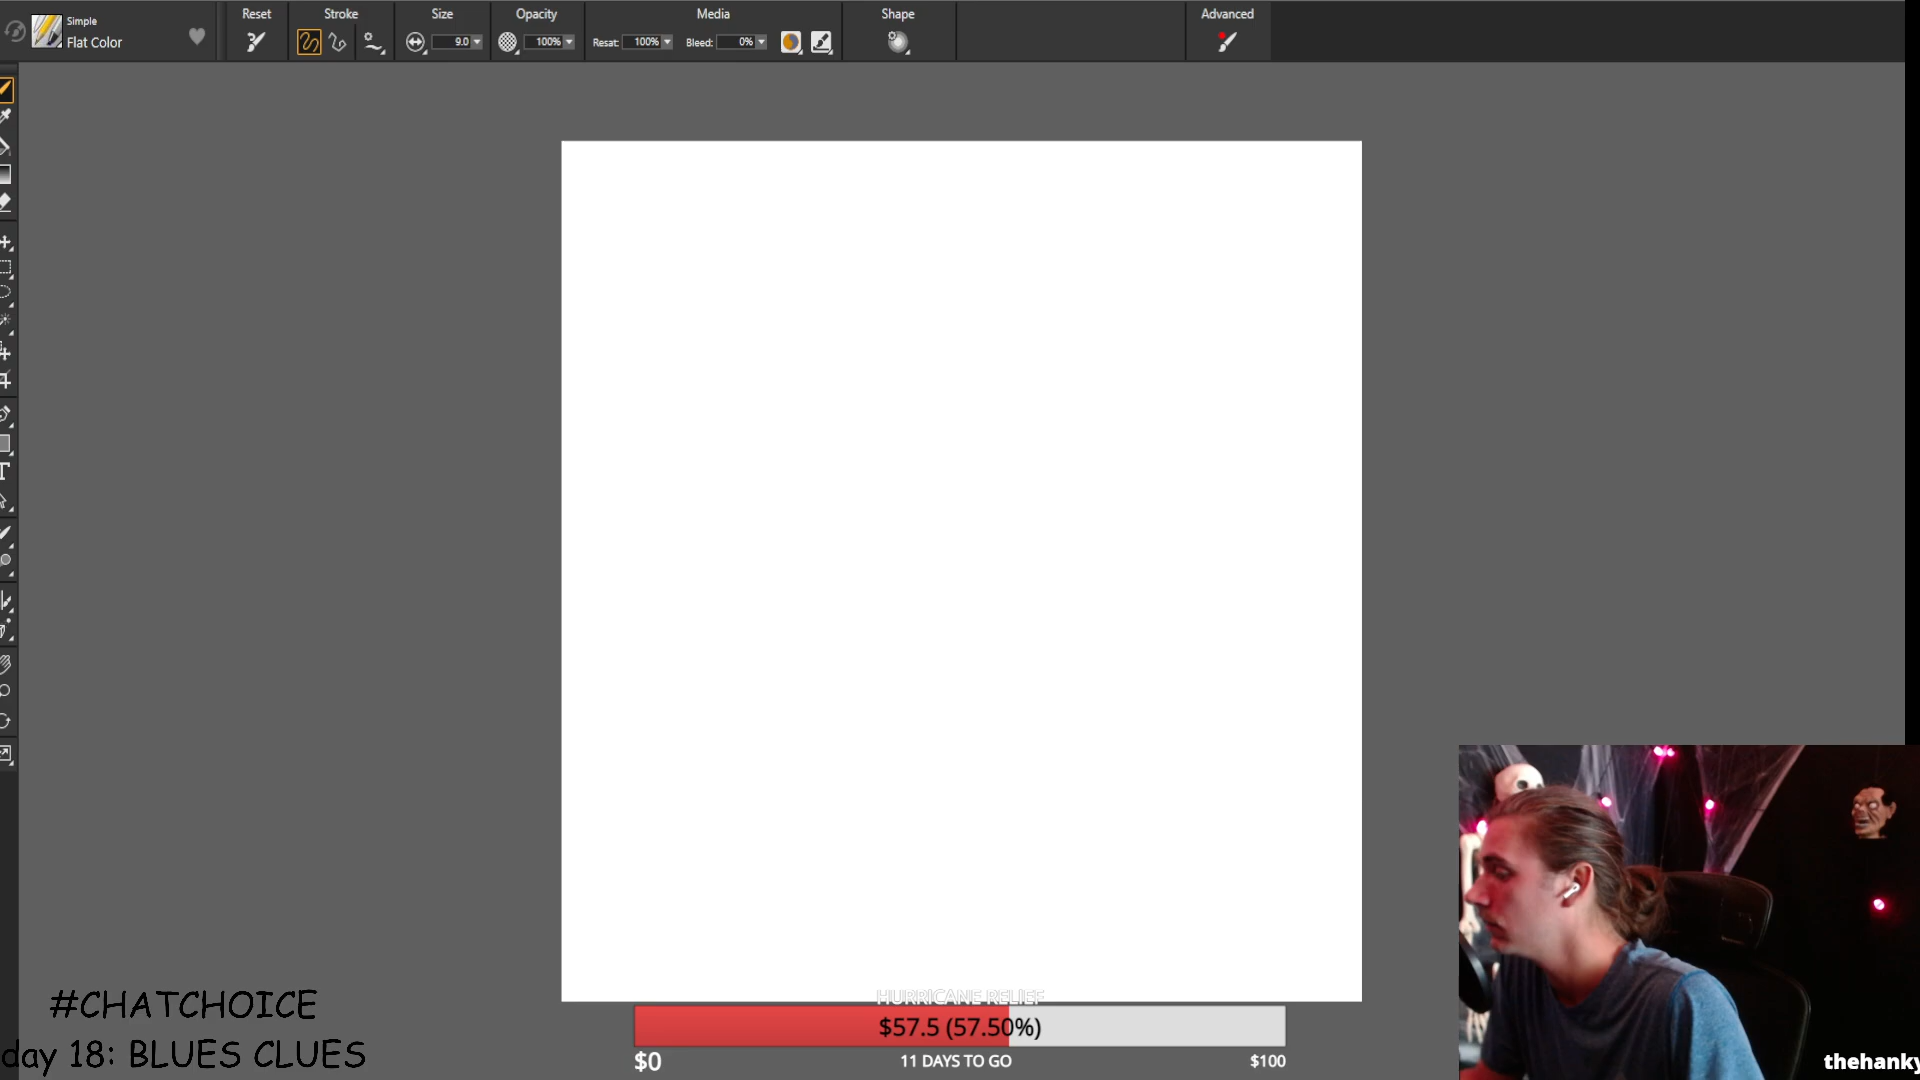 Simple
Flat Color
Reset
Stroke
Size
9.0
Opacity
100%
Media
Resat: 100%
Bleed: 0%
Shape
Advanced
HURRICANE RELIEF
$57.5 (57.50%)
$0
11 DAYS TO GO
$100
#CHATCHOICE
day 18: BLUES CLUES
thehanky